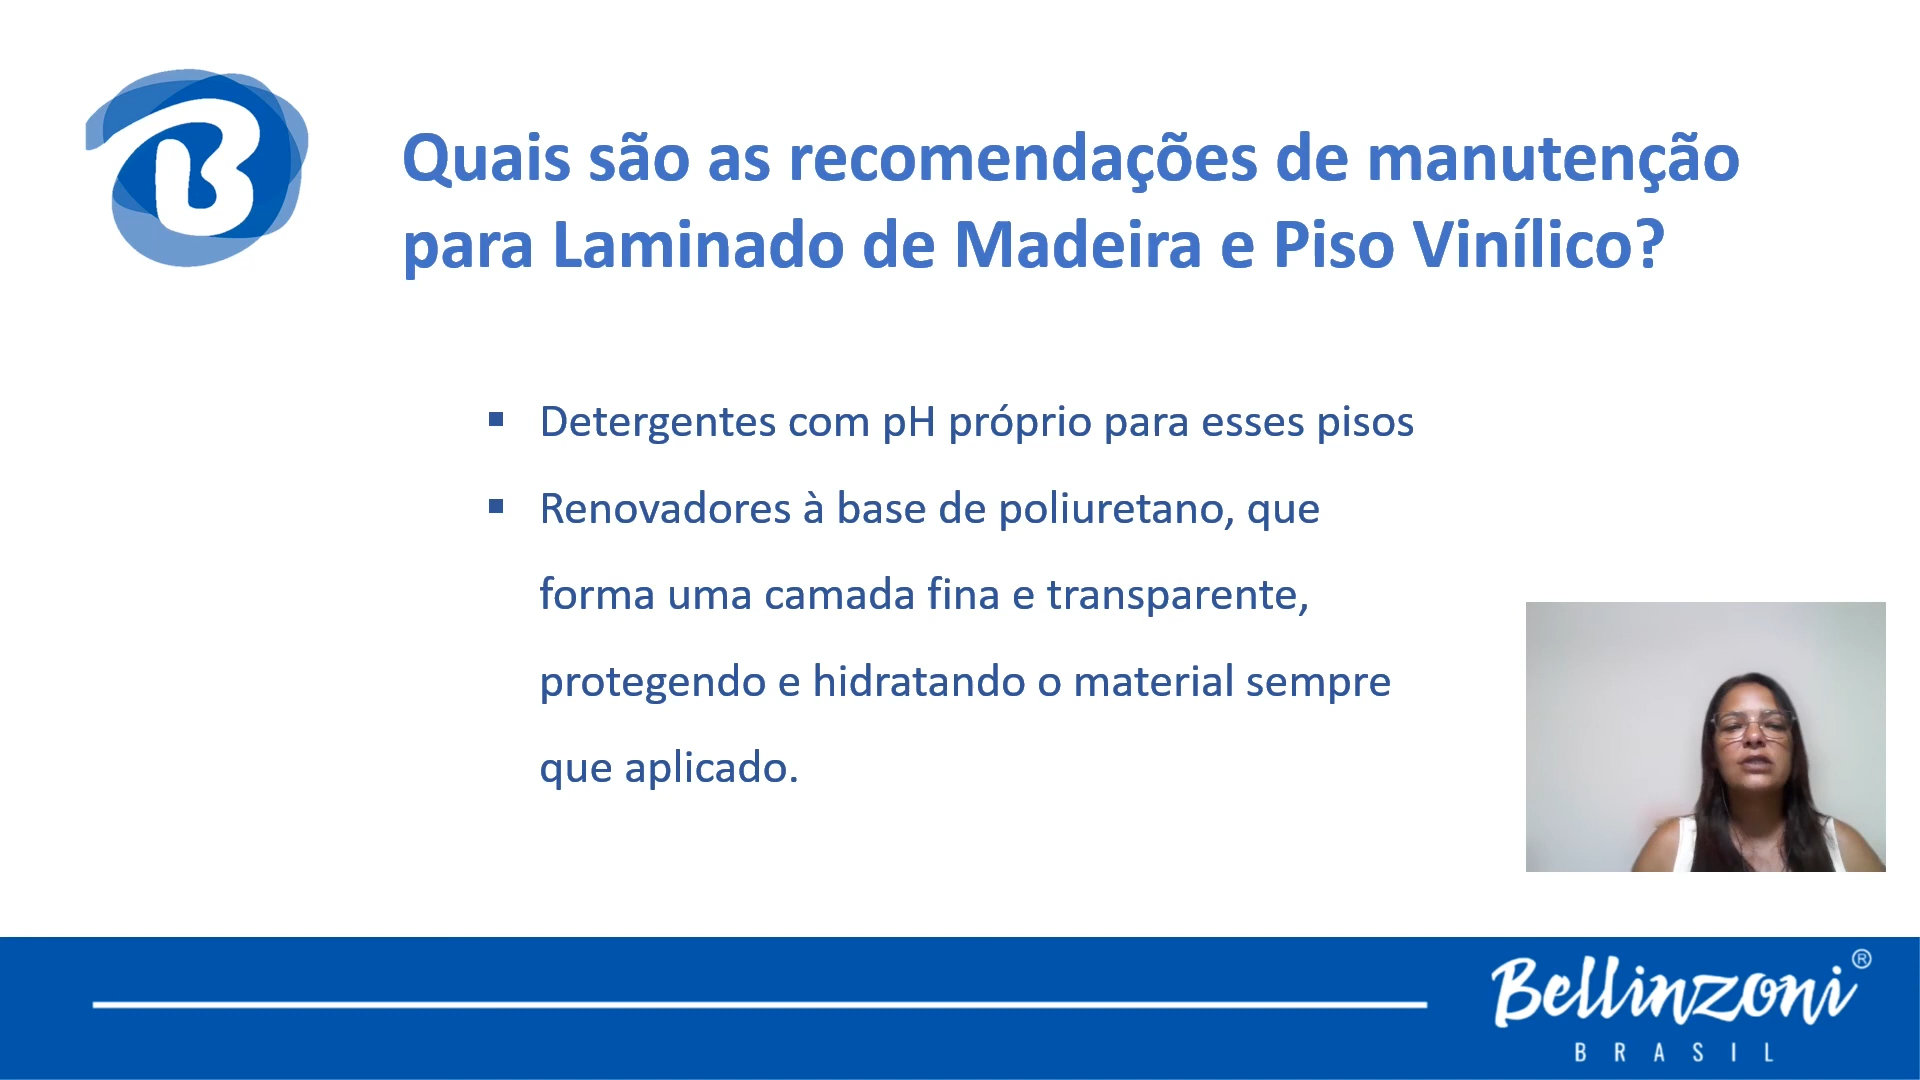 Quais são as recomendações de manutenção
para Laminado de Madeira e Piso Vinílico?
▪ Detergentes com pH próprio para esses pisos
▪ Renovadores à base de poliuretano, que
forma uma camada fina e transparente,
protegendo e hidratando o material sempre
que aplicado.
Bellinzoni®
BRASIL